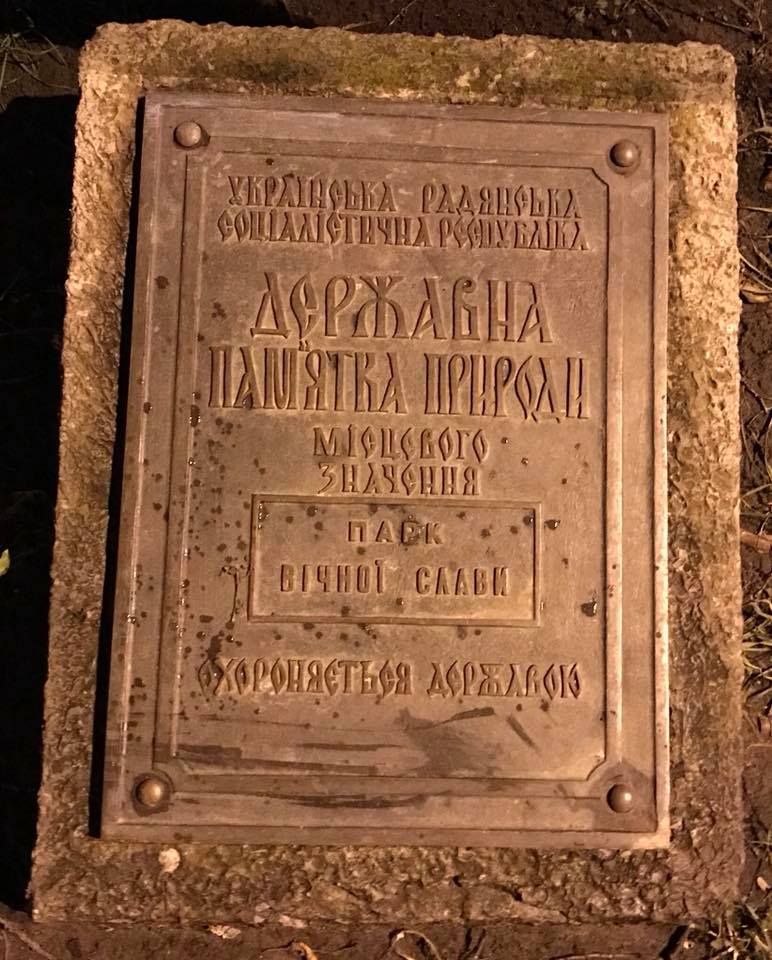 УКРАЇНСЬКА РАДЯНСЬКА
СОЦІАЛІСТИЧНА РЕСПУБЛІКА
ДЕРЖАВНА
ПАМ'ЯТКА ПРИРОДИ
МІСЦЕВОГО
ЗНАЧЕННЯ
ПАРК
ВІЧНОЇ СЛАВИ
ОХОРОНЯЄТЬСЯ ДЕРЖАВОЮ